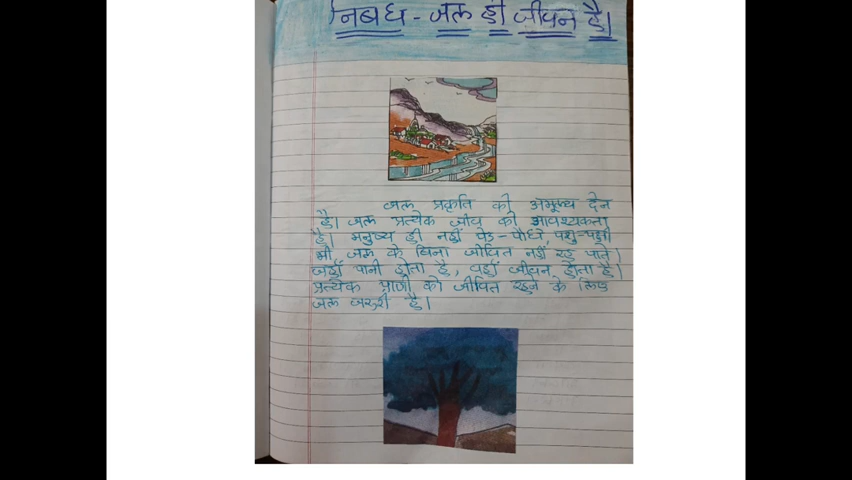 निबंध - जल ही जीवन है।
जल प्रकृति की अमूल्य देन
है। जल प्रत्येक जीव की आवश्यकता
है। मनुष्य ही नहीं पेड़-पौधे, पशु-पक्षी
भी जल के बिना जीवित नहीं रह पाते।
जहाँ पानी होता है, वहाँ जीवन होता है।
प्रत्येक प्राणी को जीवित रहने के लिए
जल जरुरी है।